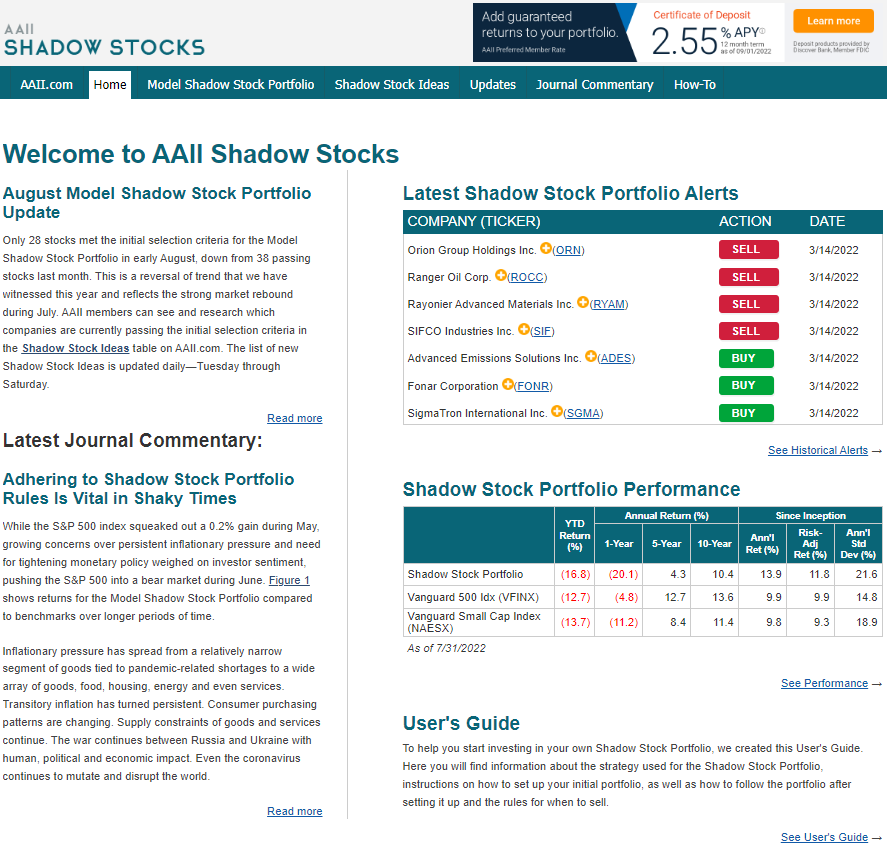 AAII
SHADOW STOCKS
Add guaranteed
returns to your portfolio.
AAII Preferred Member Rate
Certificate of Deposit
2.55 % APY
12 month term
as of 09/01/2022
Learn more
Deposit products provided by
Discover Bank, Member FDIC
AAII.com Home Model Shadow Stock Portfolio Shadow Stock Ideas Updates Journal Commentary How-To
Welcome to AAII Shadow Stocks
August Model Shadow Stock Portfolio
Update
Only 28 stocks met the initial selection criteria for the Model
Shadow Stock Portfolio in early August, down from 38 passing
stocks last month. This is a reversal of trend that we have
witnessed this year and reflects the strong market rebound
during July. AAII members can see and research which
companies are currently passing the initial selection criteria in
the Shadow Stock Ideas table on AAII.com. The list of new
Shadow Stock Ideas is updated daily—Tuesday through
Saturday.
Read more
Latest Journal Commentary:
Adhering to Shadow Stock Portfolio
Rules Is Vital in Shaky Times
While the S&P 500 index squeaked out a 0.2% gain during May,
growing concerns over persistent inflationary pressure and need
for tightening monetary policy weighed on investor sentiment,
pushing the S&P 500 into a bear market during June. Figure 1
shows returns for the Model Shadow Stock Portfolio compared
to benchmarks over longer periods of time.
Inflationary pressure has spread from a relatively narrow
segment of goods tied to pandemic-related shortages to a wide
array of goods, food, housing, energy and even services.
Transitory inflation has turned persistent. Consumer purchasing
patterns are changing. Supply constraints of goods and services
continue. The war continues between Russia and Ukraine with
human, political and economic impact. Even the coronavirus
continues to mutate and disrupt the world.
Read more
Latest Shadow Stock Portfolio Alerts
COMPANY (TICKER) ACTION DATE
Orion Group Holdings Inc. (ORN) SELL 3/14/2022
Ranger Oil Corp. (ROCC) SELL 3/14/2022
Rayonier Advanced Materials Inc. (RYAM) SELL 3/14/2022
SIFCO Industries Inc. (SIF) SELL 3/14/2022
Advanced Emissions Solutions Inc. (ADES) BUY 3/14/2022
Fonar Corporation (FONR) BUY 3/14/2022
SigmaTron International Inc. (SGMA) BUY 3/14/2022
See Historical Alerts →
Shadow Stock Portfolio Performance
YTD
Return
(%)
Annual Return (%)
1-Year 5-Year 10-Year
Since Inception
Ann'l
Ret (%)
Risk-
Adj
Ret (%)
Ann'l
Std
Dev (%)
Shadow Stock Portfolio (16.8) (20.1) 4.3 10.4 13.9 11.8 21.6
Vanguard 500 Idx (VFINX) (12.7) (4.8) 12.7 13.6 9.9 9.9 14.8
Vanguard Small Cap Index
(NAESX) (13.7) (11.2) 8.4 11.4 9.8 9.3 18.9
As of 7/31/2022
See Performance →
User's Guide
To help you start investing in your own Shadow Stock Portfolio, we created this User's Guide.
Here you will find information about the strategy used for the Shadow Stock Portfolio,
instructions on how to set up your initial portfolio, as well as how to follow the portfolio after
setting it up and the rules for when to sell.
See User's Guide →